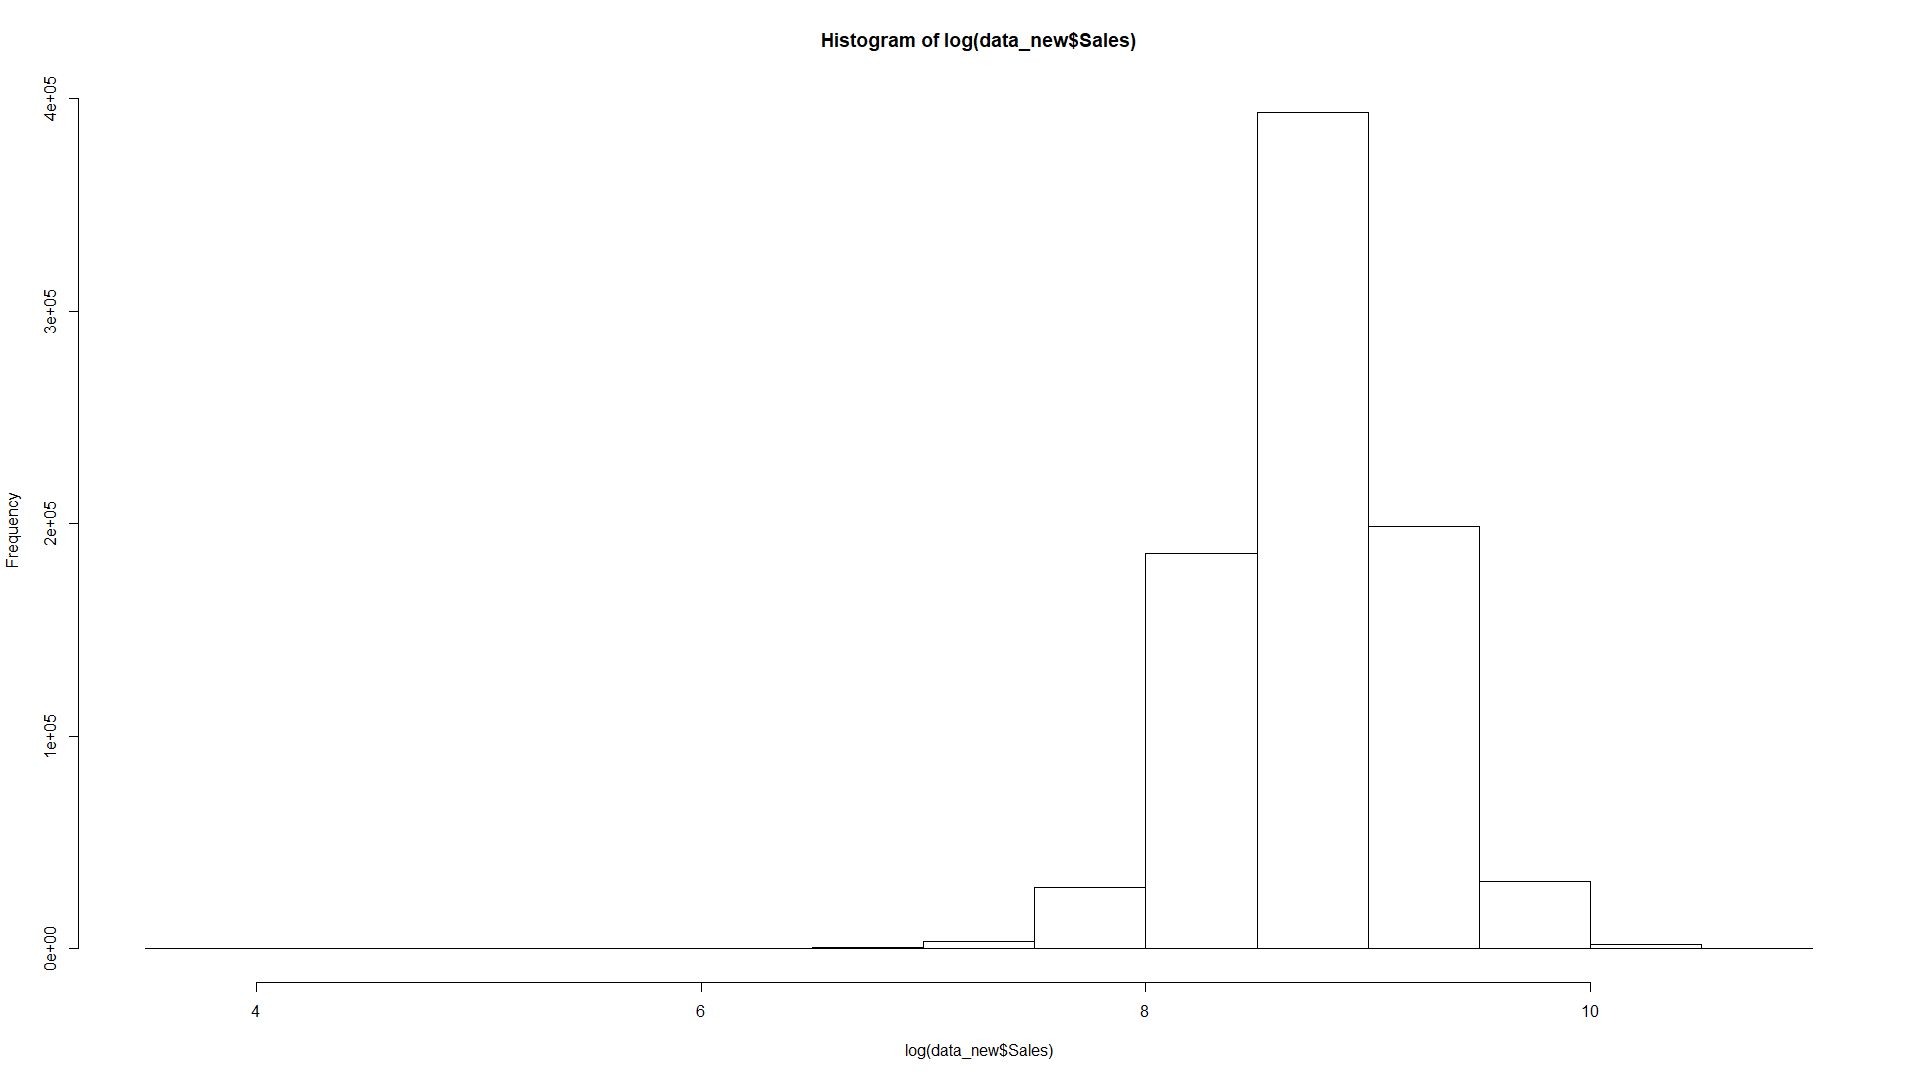 Histogram of log(data_new$Sales)
4e+05
3e+05
2e+05
1e+05
0e+00
Frequency
4 6 8 10
log(data_new$Sales)